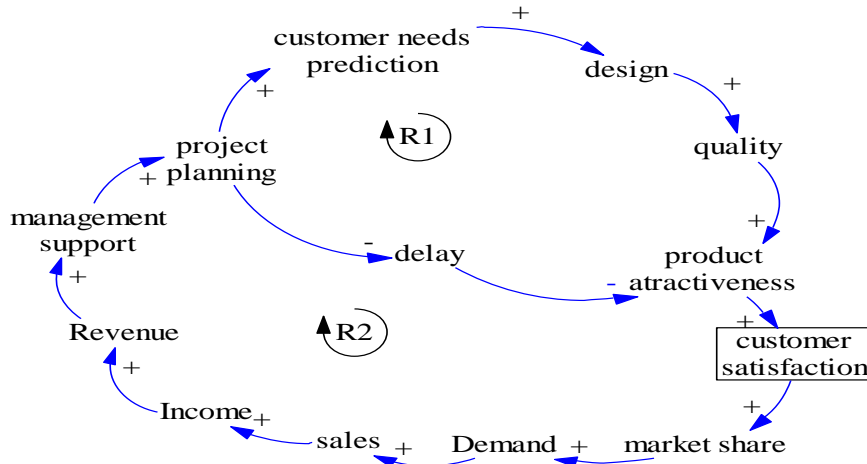 customer needs
prediction
+
design
+
+
quality
R1
project
planning
+
+
management
support
-
delay
product
atractiveness
-
+
+
Revenue
R2
+
customer
satisfaction
+
Income
+
sales
+
Demand
+
market share
+